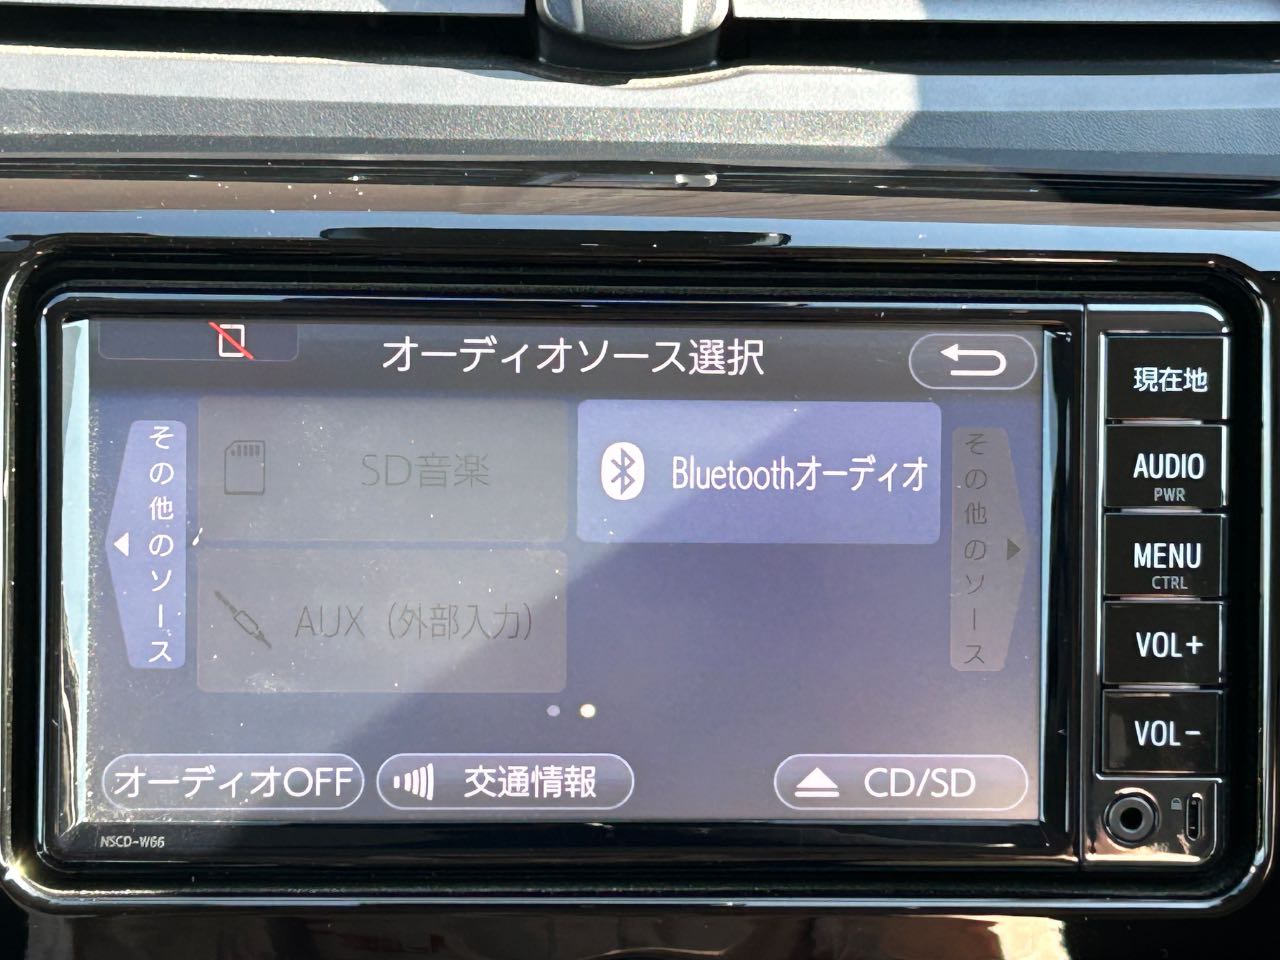 オーディオソース選択
その他のソース
SD音楽
Bluetoothオーディオ
その他のソース
AUX（外部入力）
オーディオOFF
交通情報
CD/SD
現在地
AUDIO
PWR
MENU
CTRL
VOL+
VOL-
NSCD-W66